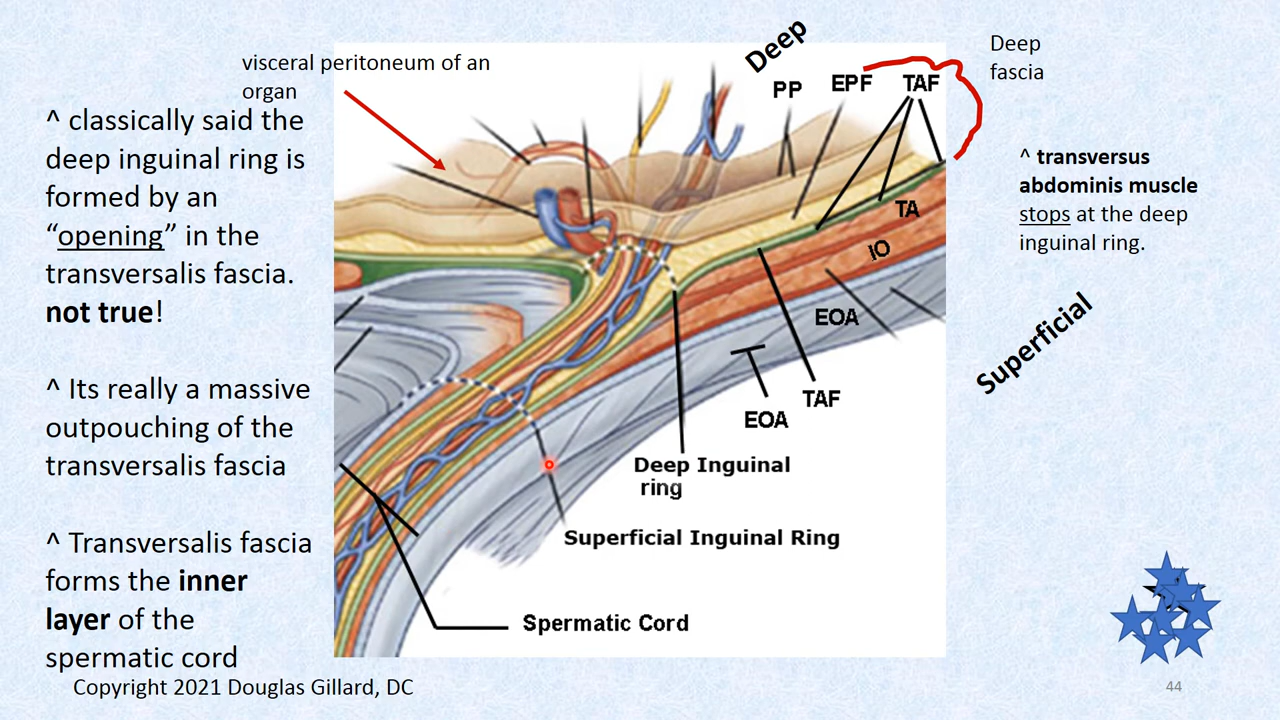 visceral peritoneum of an
organ
^ classically said the
deep inguinal ring is
formed by an
“opening” in the
transversalis fascia.
not true!
^ Its really a massive
outpouching of the
transversalis fascia
^ Transversalis fascia
forms the inner
layer of the
spermatic cord
Copyright 2021 Douglas Gillard, DC
Deep
PP
EPF
TAF
TA
IO
EOA
EOA
TAF
Deep Inguinal
ring
Superficial Inguinal Ring
Spermatic Cord
Deep
fascia
^ transversus
abdominis muscle
stops at the deep
inguinal ring.
Superficial
44